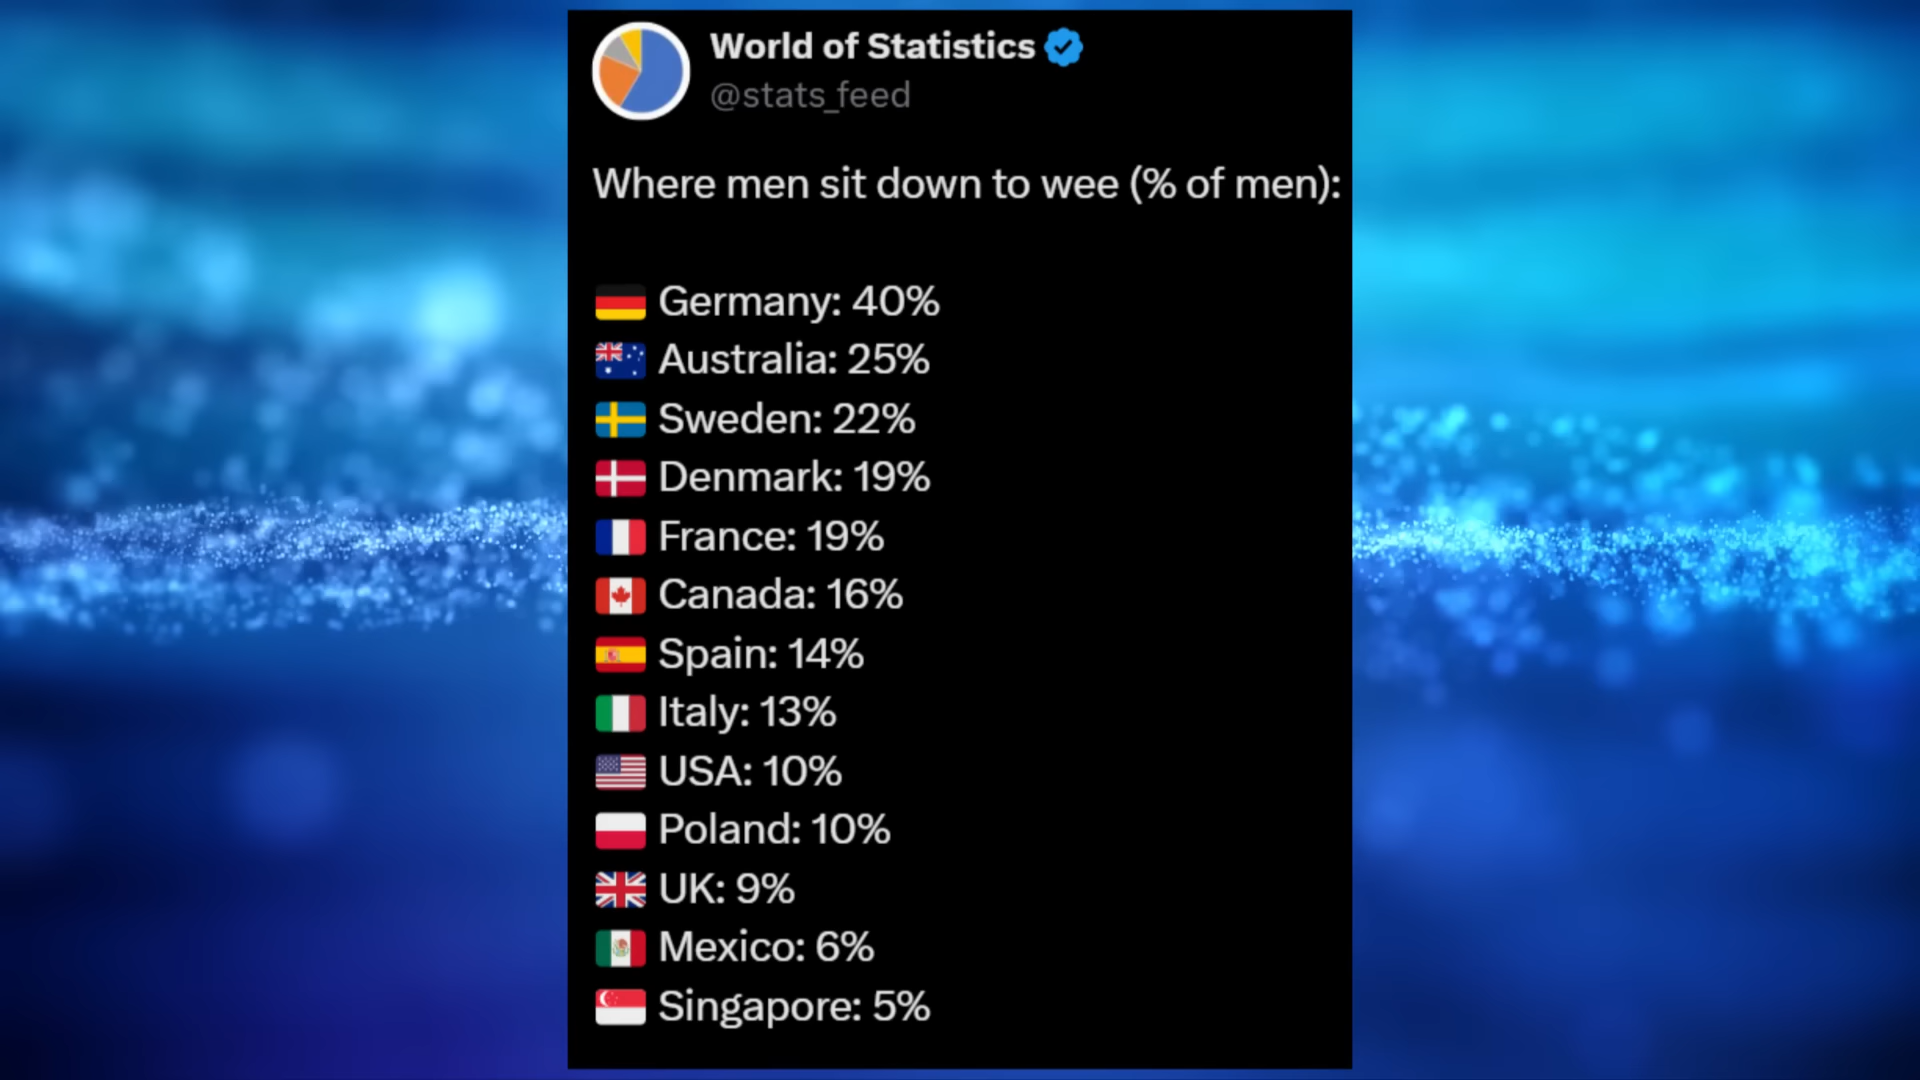 World of Statistics
@stats_feed
Where men sit down to wee (% of men):
Germany: 40%
Australia: 25%
Sweden: 22%
Denmark: 19%
France: 19%
Canada: 16%
Spain: 14%
Italy: 13%
USA: 10%
Poland: 10%
UK: 9%
Mexico: 6%
Singapore: 5%